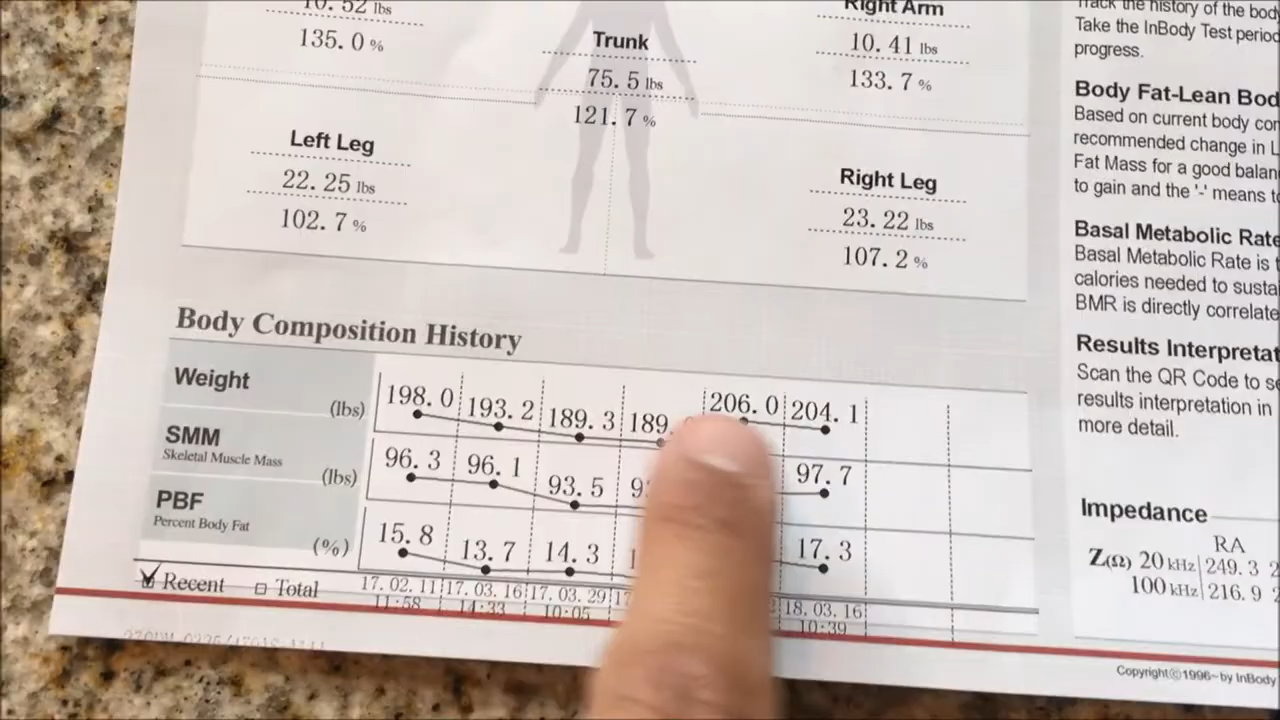 10.52 lbs
135.0 %
Trunk
75.5 lbs
121.7 %
Right Arm
10.41 lbs
133.7 %
Left Leg
22.25 lbs
102.7 %
Right Leg
23.22 lbs
107.2 %
Body Composition History
Weight (lbs) 198.0 193.2 189.3 189. 206.0 204.1
SMM
Skeletal Muscle Mass (lbs) 96.3 96.1 93.5 97.7
PBF
Percent Body Fat (%) 15.8 13.7 14.3 17.3
Recent Total 17.02.11 17.03.16 17.03.29 18.03.16
11:58 14:33 10:05 10:39
Track the history of the body
Take the InBody Test period
progress.
Body Fat-Lean Bod
Based on current body com
recommended change in L
Fat Mass for a good balan
to gain and the '-' means to
Basal Metabolic Rate
Basal Metabolic Rate is t
calories needed to susta
BMR is directly correlate
Results Interpretat
Scan the QR Code to se
results interpretation in
more detail.
Impedance
RA
Z(Ω) 20 kHz 249.3 2
100 kHz 216.9 2
Copyright©1996~by InBody